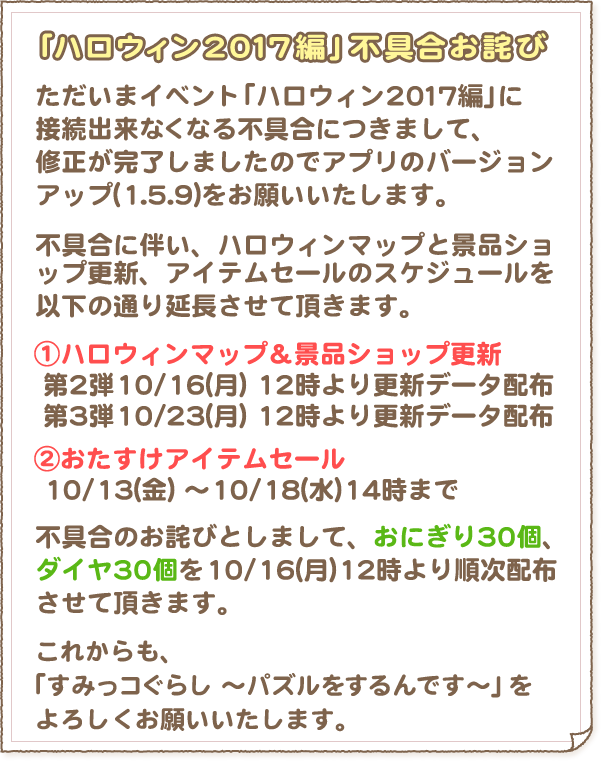 「ハロウィン2017編」不具合お詫び
ただいまイベント「ハロウィン2017編」に
接続出来なくなる不具合につきまして、
修正が完了しましたのでアプリのバージョン
アップ(1.5.9)をお願いいたします。
不具合に伴い、ハロウィンマップと景品ショ
ップ更新、アイテムセールのスケジュールを
以下の通り延長させて頂きます。
①ハロウィンマップ&景品ショップ更新
第2弾10/16(月) 12時より更新データ配布
第3弾10/23(月) 12時より更新データ配布
②おたすけアイテムセール
10/13(金) ～10/18(水)14時まで
不具合のお詫びとしまして、おにぎり30個、
ダイヤ30個を10/16(月)12時より順次配布
させて頂きます。
これからも、
「すみっコぐらし ～パズルをするんです～」を
よろしくお願いいたします。